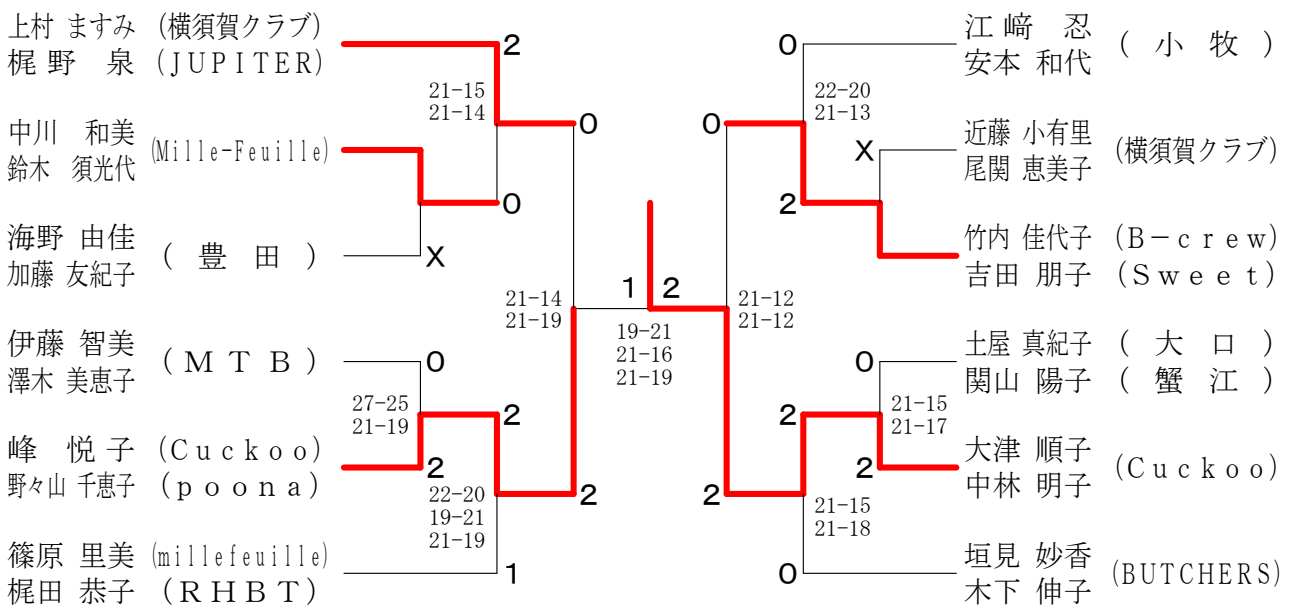 上村 ますみ (横須賀クラブ)
梶野 泉 (JUPITER)
中川 和美
鈴木 須光代
(Mille-Feuille)
海野 由佳
加藤 友紀子
( 豊 田 )
伊藤 智美
澤木 美恵子
(MTB)
峰 悦子 (Cuckoo)
野々山 千恵子 (poona)
篠原 里美 (millefeuille)
梶田 恭子 (RHBT)
2
21-15
21-14
0
0
X
0
27-25
21-19
2
2
22-20
19-21
21-19
1
21-14
21-19
2
1 2
19-21
21-16
21-19
0
22-20
21-13
0
X
2
21-12
21-12
0
21-15
21-17
2
2
2
21-15
21-18
0
江﨑 忍
安本 和代
( 小 牧 )
近藤 小有里
尾関 恵美子
(横須賀クラブ)
竹内 佳代子 (B-crew)
吉田 朋子 (Sweet)
土屋 真紀子 ( 大 口 )
関山 陽子 ( 蟹 江 )
大津 順子
中林 明子
(Cuckoo)
垣見 妙香
木下 伸子
(BUTCHERS)